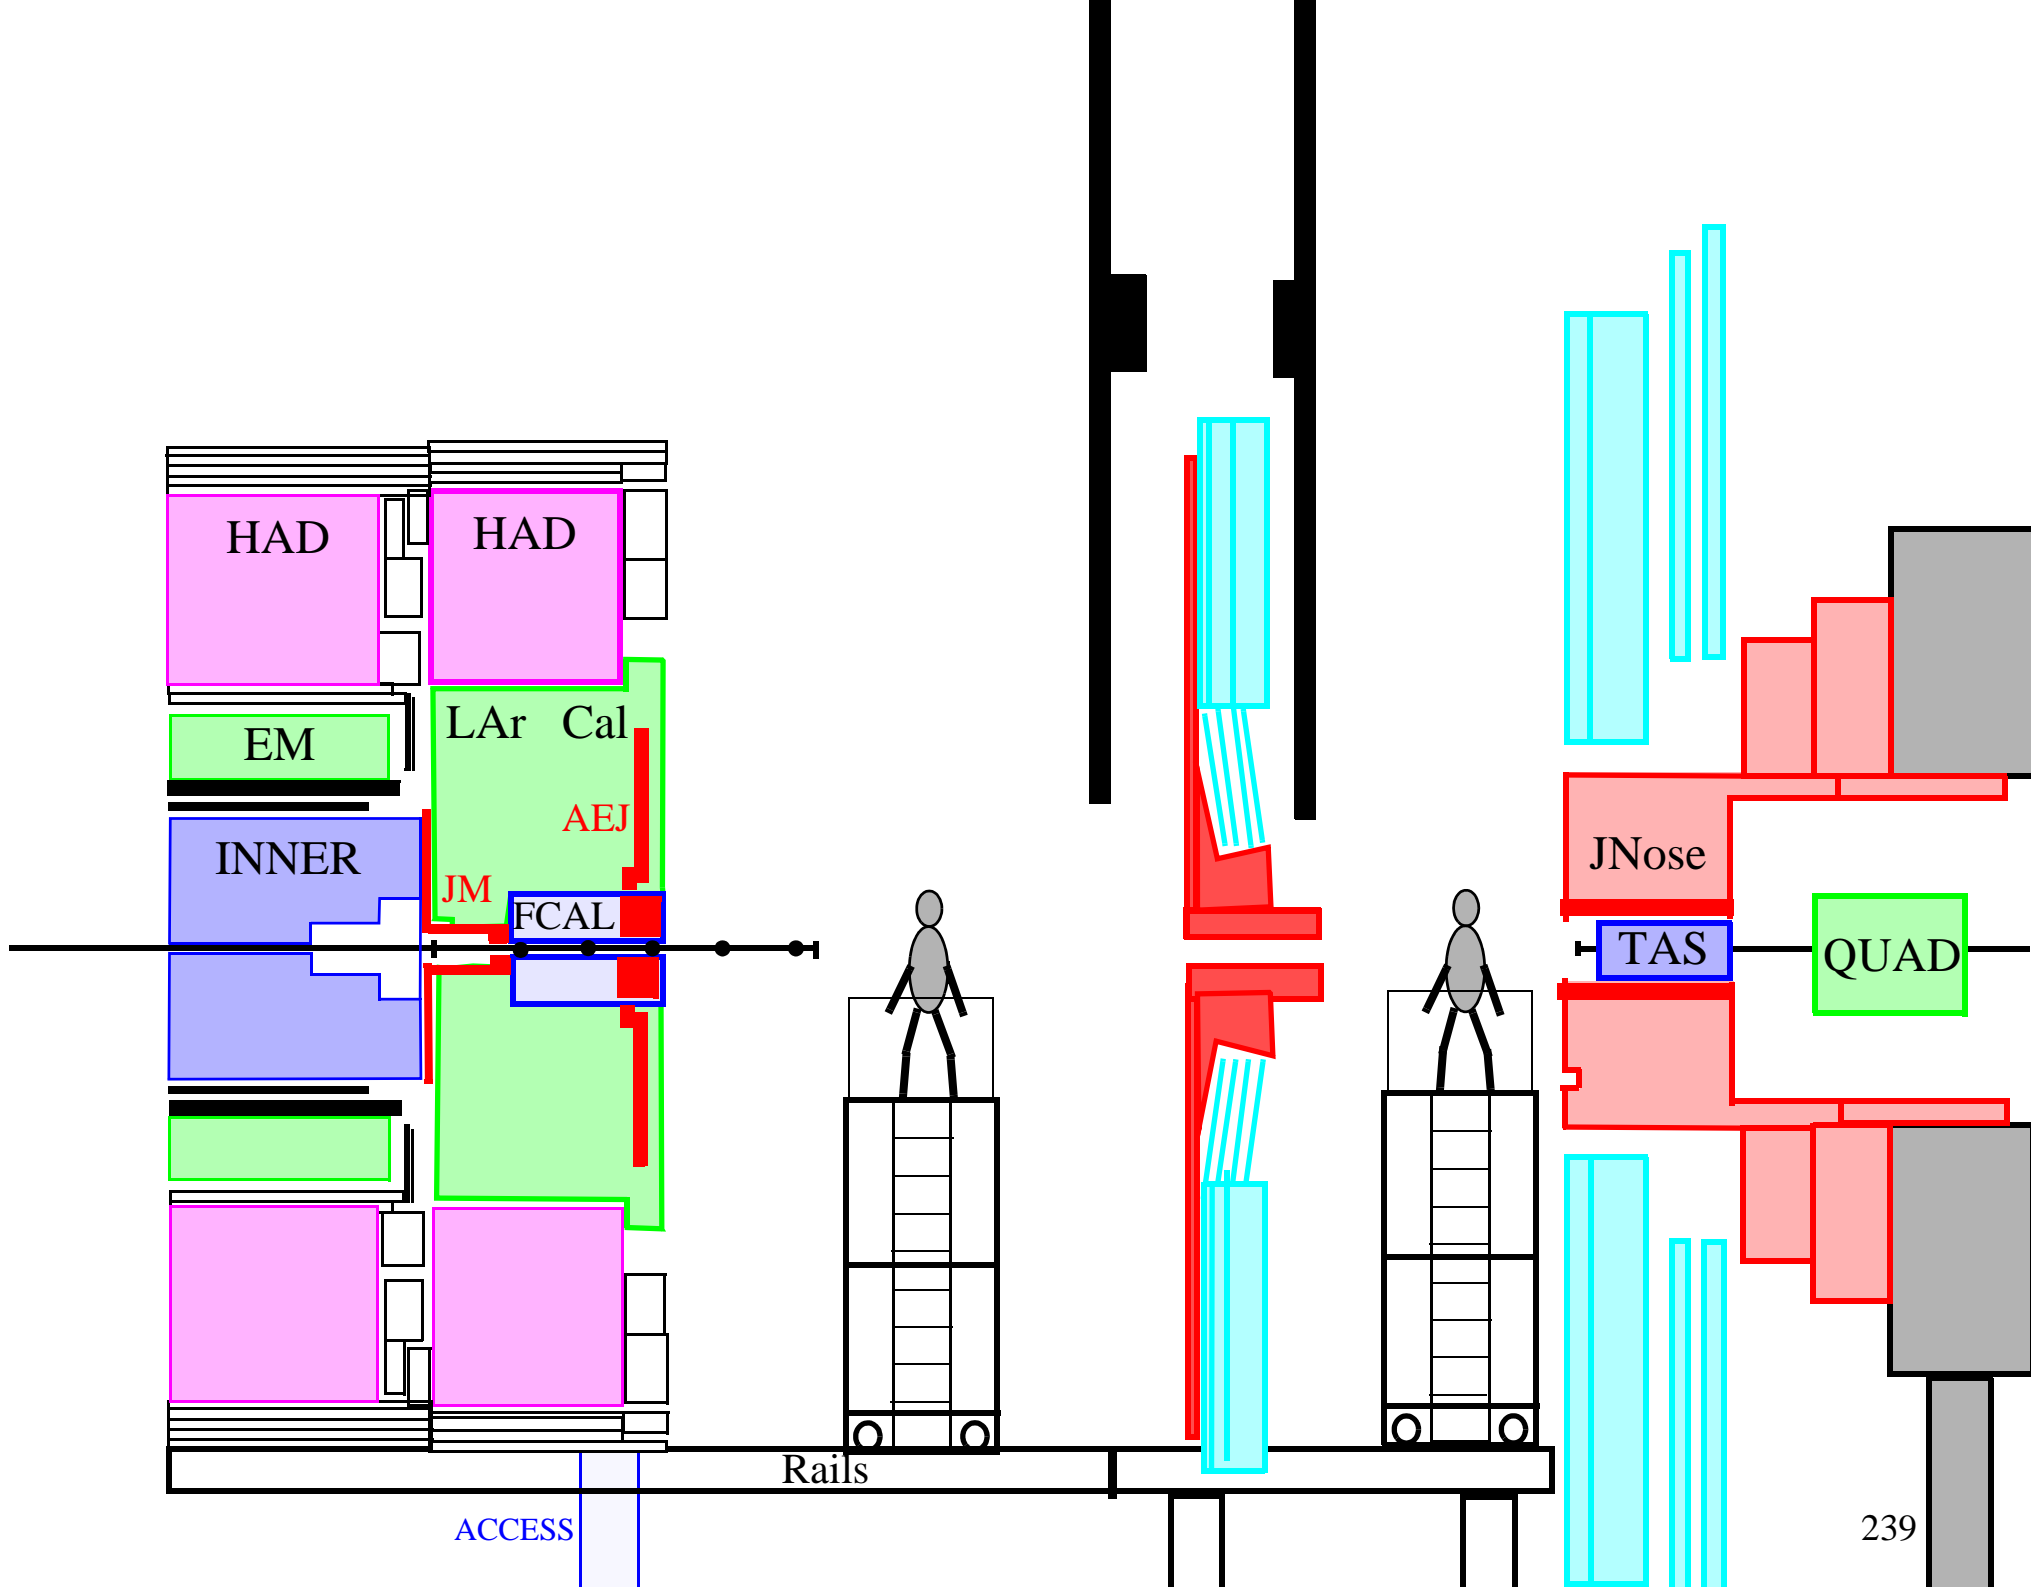 HAD HAD
LAr Cal
EM
AEJ
INNER
JNose
JM
FCAL
TAS
QUAD
Rails
ACCESS
239